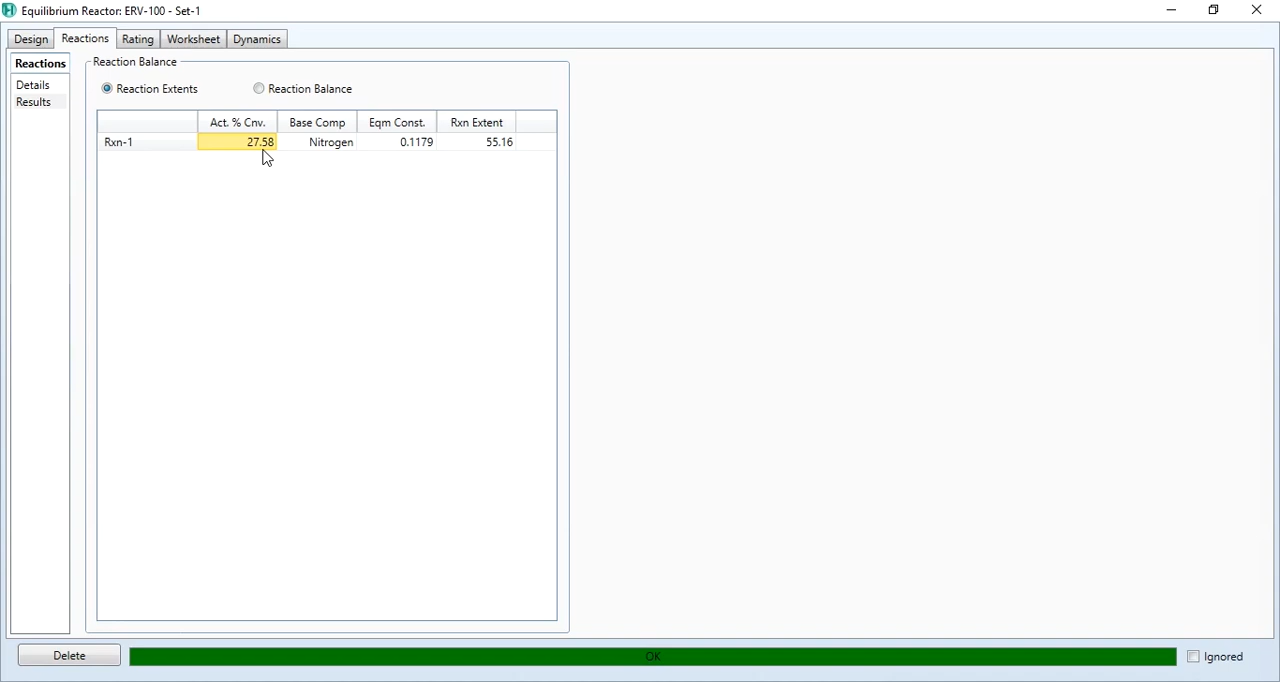 Equilibrium Reactor: ERV-100 - Set-1
Design Reactions Rating Worksheet Dynamics
Reactions
Details
Results
Reaction Balance
Reaction Extents Reaction Balance
Act. % Cnv. Base Comp Eqm Const. Rxn Extent
Rxn-1 27.58 Nitrogen 0.1179 55.16
Delete OK Ignored